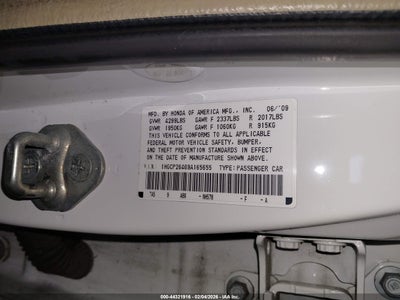 MFD. BY HONDA OF AMERICA MFG., INC. 06/'09
GVWR 4299LBS GAWR F 2337LBS R 2017LBS
GVWR 1950KG GAWR F 1060KG R 915KG
THIS VEHICLE CONFORMS TO ALL APPLICABLE
FEDERAL MOTOR VEHICLE SAFETY, BUMPER,
AND THEFT PREVENTION STANDARDS IN EFFECT
ON THE DATE OF MANUFACTURE SHOWN ABOVE.
1HGCP26409A165655 TYPE:PASSENGER CAR
- F - A
000-44321916 - 02/04/2026 - IAA Inc.